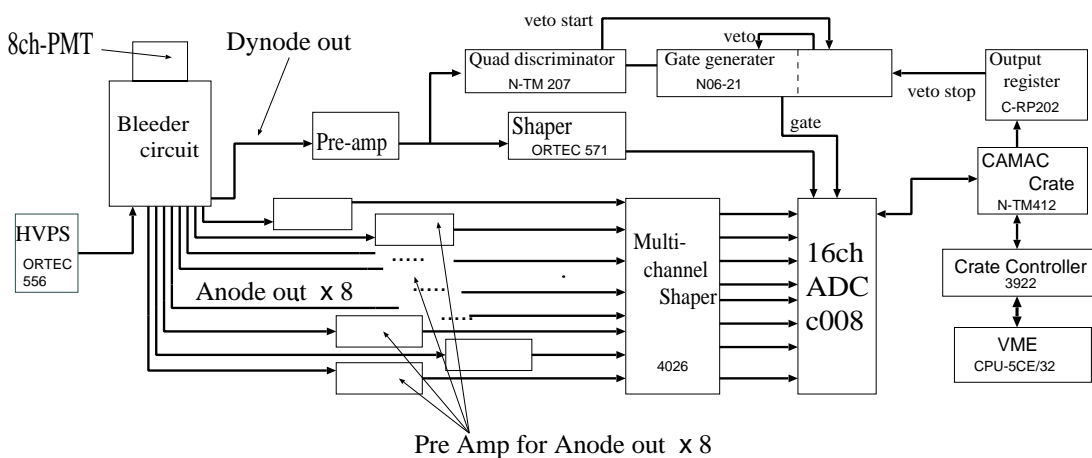 8ch-PMT
Dynode out
veto start
veto
Quad discriminator
N-TM 207
Gate generater
N06-21
Output
register
C-RP202
veto stop
Bleeder
circuit
Pre-amp
Shaper
ORTEC 571
gate
CAMAC
Crate
N-TM412
HVPS
ORTEC
556
Anode out x 8
.....
.....
.....
Multi-
channel
Shaper
4026
16ch
ADC
c008
Crate Controller
3922
VME
CPU-5CE/32
Pre Amp for Anode out x 8